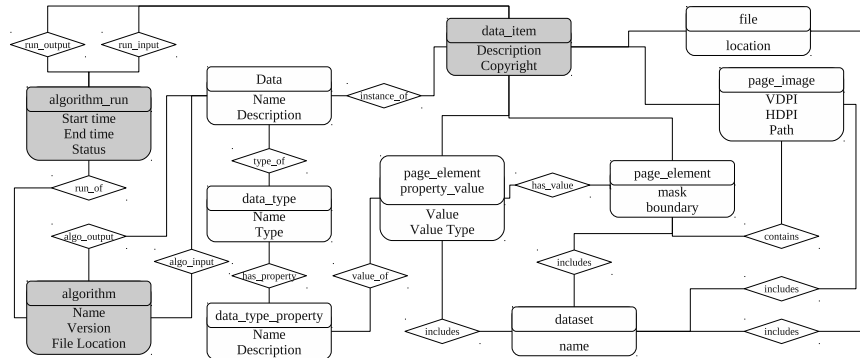 file
location
data_item
Description
Copyright
run_output
run_input
page_image
VDPI
HDPI
Path
Data
Name
Description
instance_of
algorithm_run
Start time
End time
Status
type_of
page_element
property_value
Value
Value Type
has_value
page_element
mask
boundary
run_of
data_type
Name
Type
algo_output
contains
algo_input
includes
has_property
value_of
algorithm
Name
Version
File Location
includes
data_type_property
Name
Description
includes
dataset
name
includes